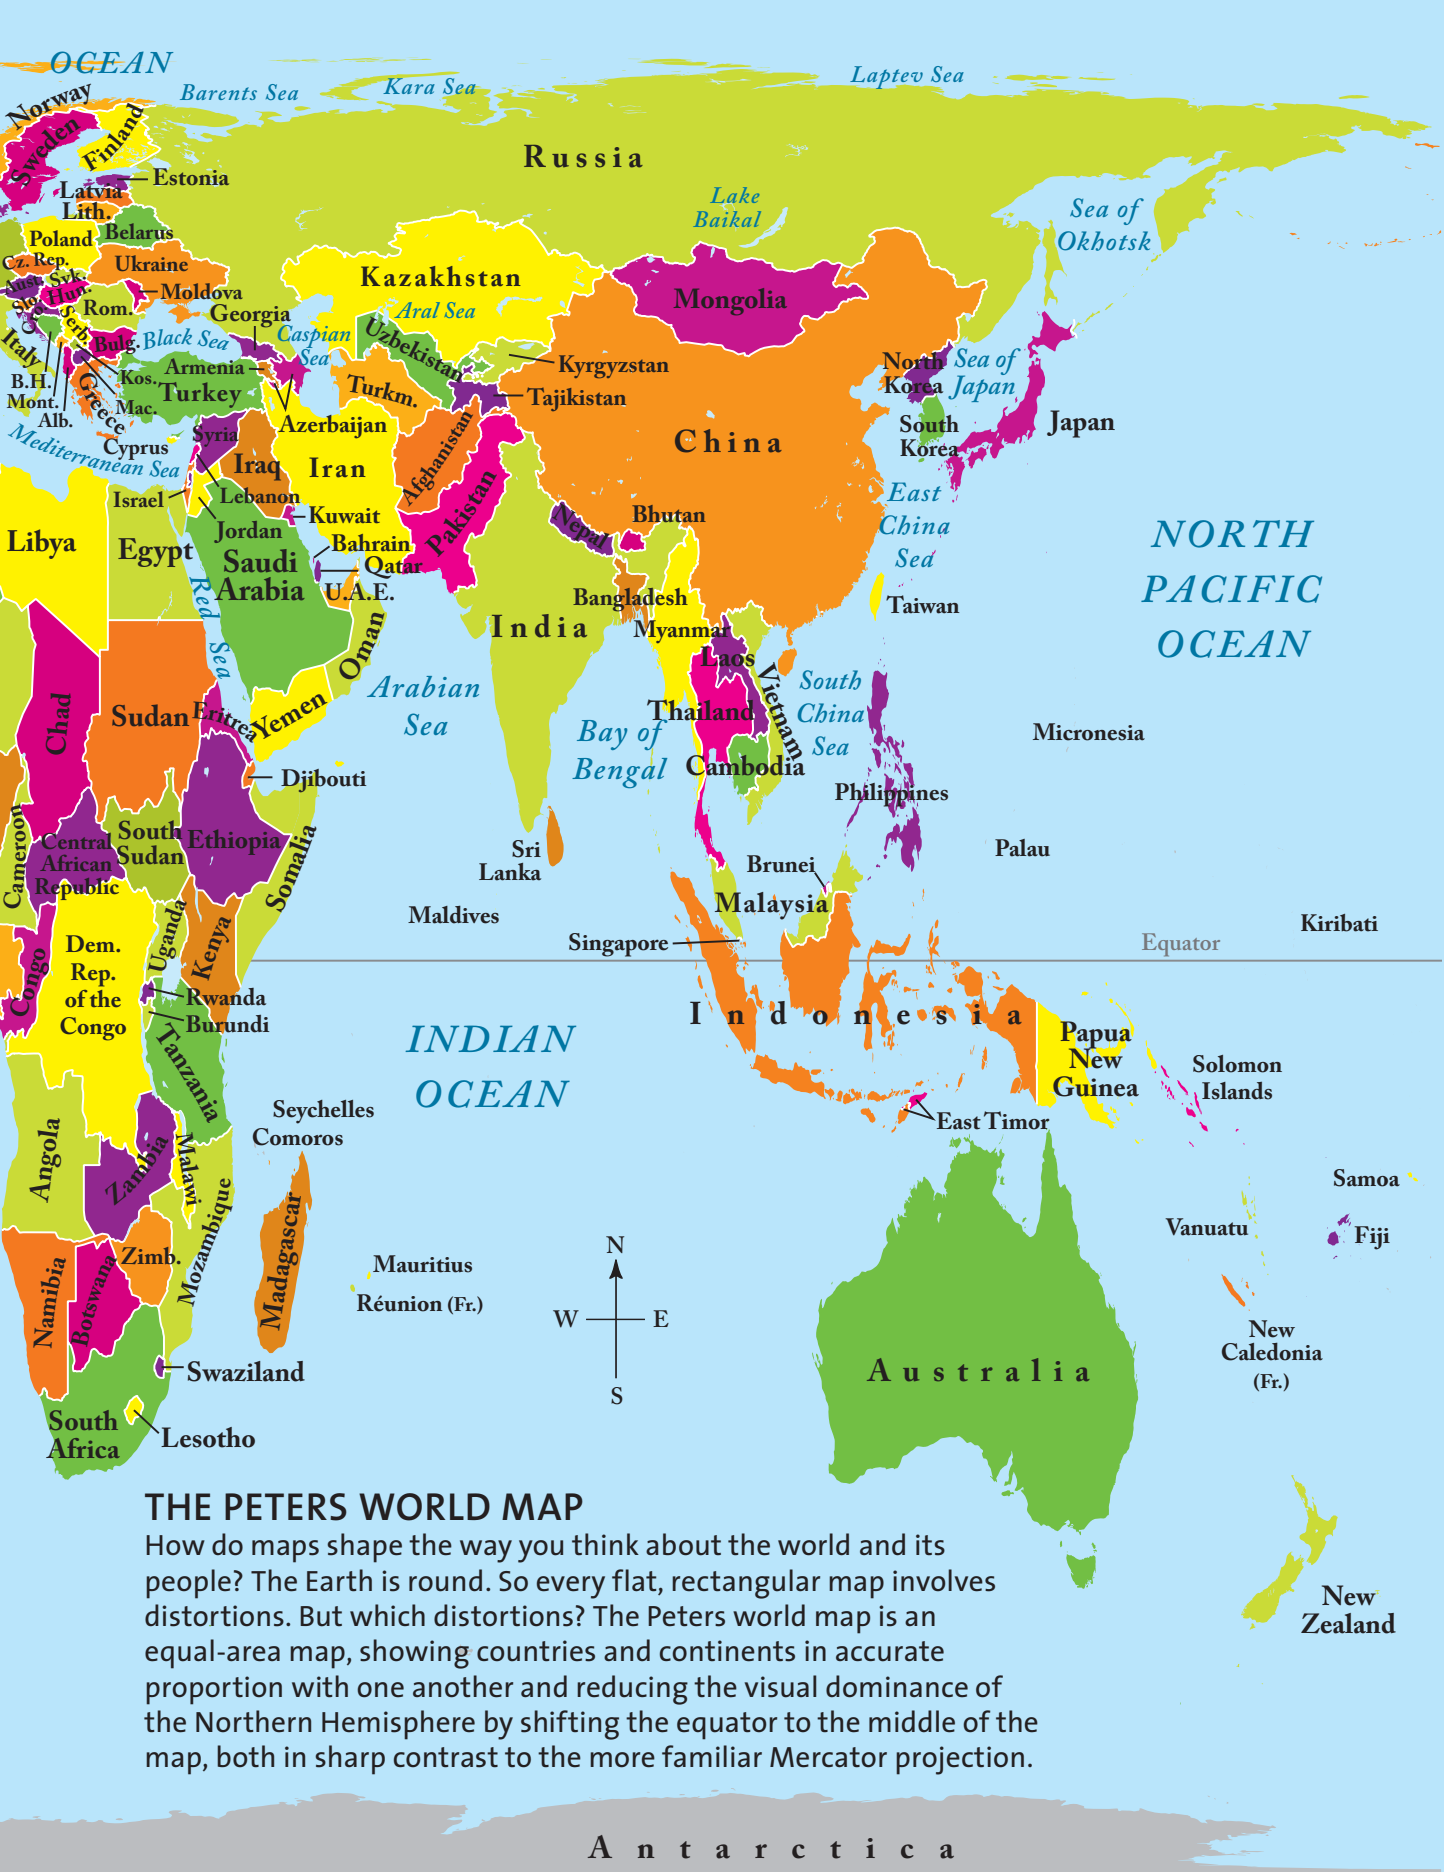 OCEAN
Barents Sea
Kara Sea
Laptev Sea
Norway
Sweden
Finland
Russia
Estonia
Latvia
Lith.
Lake
Baikal
Sea of
Okhotsk
Poland
Belarus
Cz. Rep.
Ukraine
Aust.
Svk.
Hun.
Slo.
Cro.
Moldova
Rom.
Georgia
Kazakhstan
Aral Sea
Mongolia
Italy
Serb.
Bulg.
Black Sea
Caspian
Sea
Uzbekistan
Kyrgyzstan
North
Korea
Sea of
Japan
B.H.
Mont.
Alb.
Greece
Kos.
Mac.
Armenia
Turkey
Turkm.
Tajikistan
Azerbaijan
South
Korea
Japan
Mediterranean Sea
Cyprus
Syria
Iraq
Iran
Afghanistan
China
Israel
Lebanon
Jordan
Kuwait
Pakistan
Nepal
Bhutan
East
China
Sea
Libya
Egypt
Saudi
Arabia
Bahrain
Qatar
U.A.E.
Red Sea
Oman
India
Bangladesh
Myanmar
Taiwan
NORTH
PACIFIC
OCEAN
Chad
Sudan
Eritrea
Yemen
Arabian
Sea
Bay of
Bengal
Laos
Thailand
Vietnam
Cambodia
South
China
Sea
Micronesia
Djibouti
Philippines
Cameroon
Central
African
Republic
South
Sudan
Ethiopia
Somalia
Sri
Lanka
Brunei
Palau
Maldives
Malaysia
Singapore
Equator
Kiribati
Congo
Dem.
Rep.
of the
Congo
Uganda
Kenya
Rwanda
Burundi
Tanzania
INDIAN
OCEAN
Indonesia
Papua
New
Guinea
Solomon
Islands
East Timor
Seychelles
Comoros
Angola
Zambia
Malawi
Mozambique
Madagascar
Samoa
Vanuatu
Fiji
Namibia
Botswana
Zimb.
Mauritius
Réunion (Fr.)
N
W
E
S
New
Caledonia
(Fr.)
Australia
Swaziland
South
Africa
Lesotho
New
Zealand
THE PETERS WORLD MAP
How do maps shape the way you think about the world and its
people? The Earth is round. So every flat, rectangular map involves
distortions. But which distortions? The Peters world map is an
equal-area map, showing countries and continents in accurate
proportion with one another and reducing the visual dominance of
the Northern Hemisphere by shifting the equator to the middle of the
map, both in sharp contrast to the more familiar Mercator projection.
Antarctica